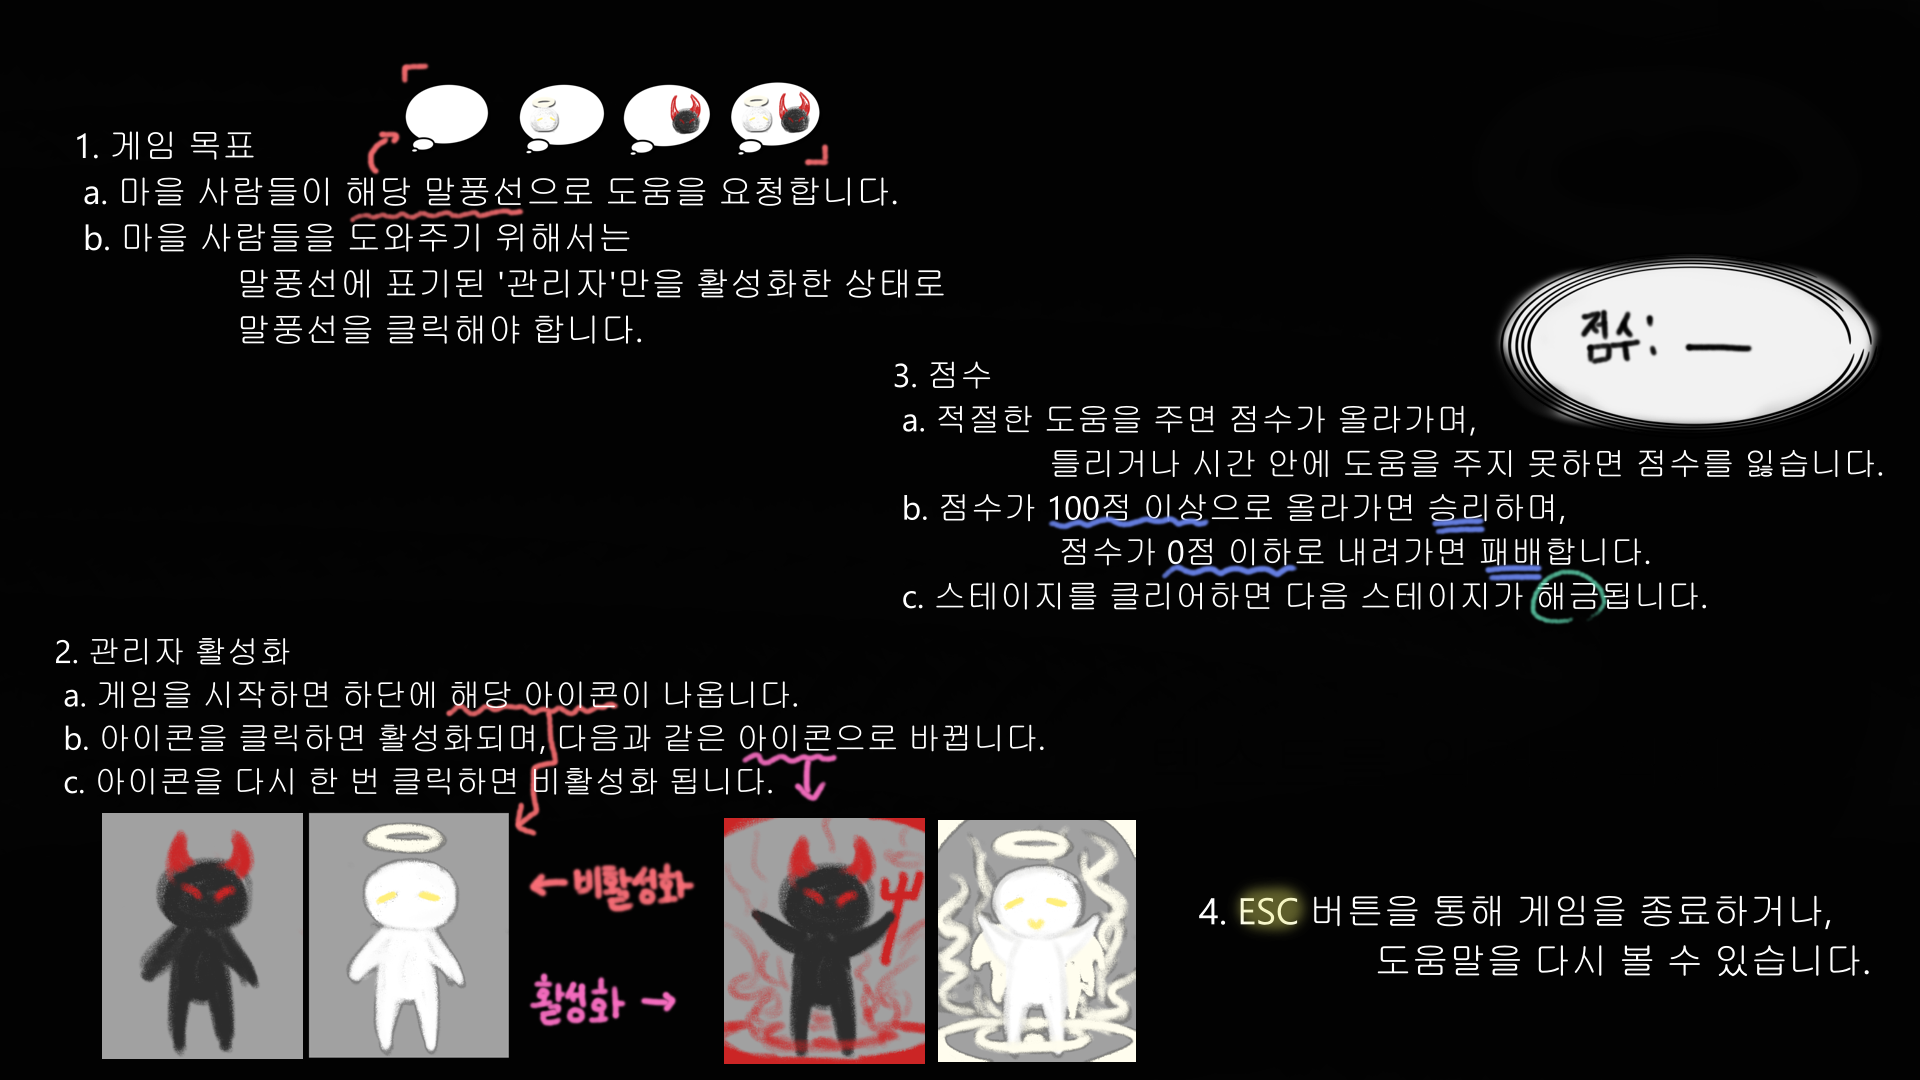 1. 게임 목표
a. 마을 사람들이 해당 말풍선으로 도움을 요청합니다.
b. 마을 사람들을 도와주기 위해서는
말풍선에 표기된 '관리자'만을 활성화한 상태로
말풍선을 클릭해야 합니다.
2. 관리자 활성화
a. 게임을 시작하면 하단에 해당 아이콘이 나옵니다.
b. 아이콘을 클릭하면 활성화되며, 다음과 같은 아이콘으로 바뀝니다.
c. 아이콘을 다시 한 번 클릭하면 비활성화 됩니다.
← 비활성화
활성화 →
점수: —
3. 점수
a. 적절한 도움을 주면 점수가 올라가며,
틀리거나 시간 안에 도움을 주지 못하면 점수를 잃습니다.
b. 점수가 100점 이상으로 올라가면 승리하며,
점수가 0점 이하로 내려가면 패배합니다.
c. 스테이지를 클리어하면 다음 스테이지가 해금됩니다.
4. ESC 버튼을 통해 게임을 종료하거나,
도움말을 다시 볼 수 있습니다.